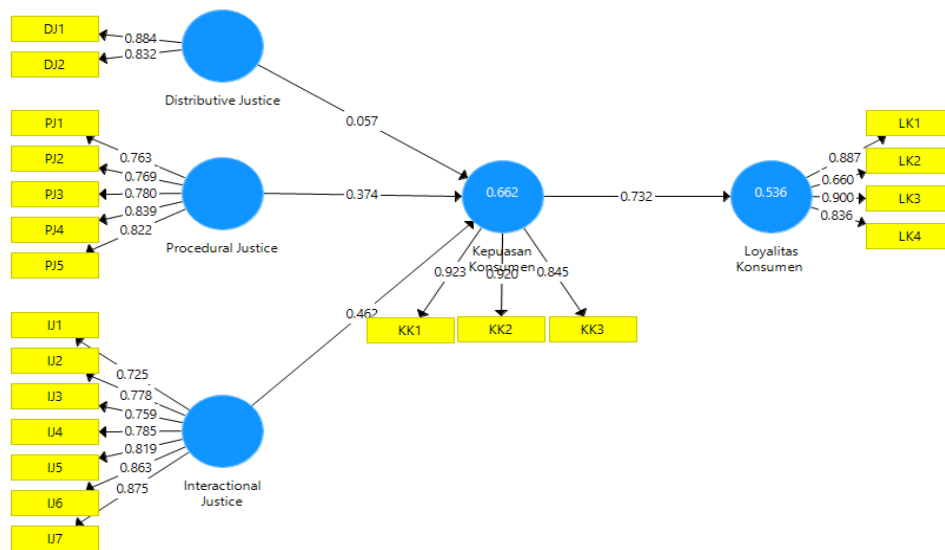 DJ1
0.884
DJ2
0.832
Distributive Justice
0.057
PJ1
0.763
PJ2
0.769
PJ3
0.780
PJ4
0.839
PJ5
0.822
Procedural Justice
0.374
IJ1
0.725
IJ2
0.778
IJ3
0.759
IJ4
0.785
IJ5
0.819
IJ6
0.863
IJ7
0.875
Interactional
Justice
0.462
0.662
Kepuasan
Konsumen
0.923
0.920
0.845
KK1
KK2
KK3
0.732
0.536
Loyalitas
Konsumen
LK1
0.887
LK2
0.660
LK3
0.900
LK4
0.836